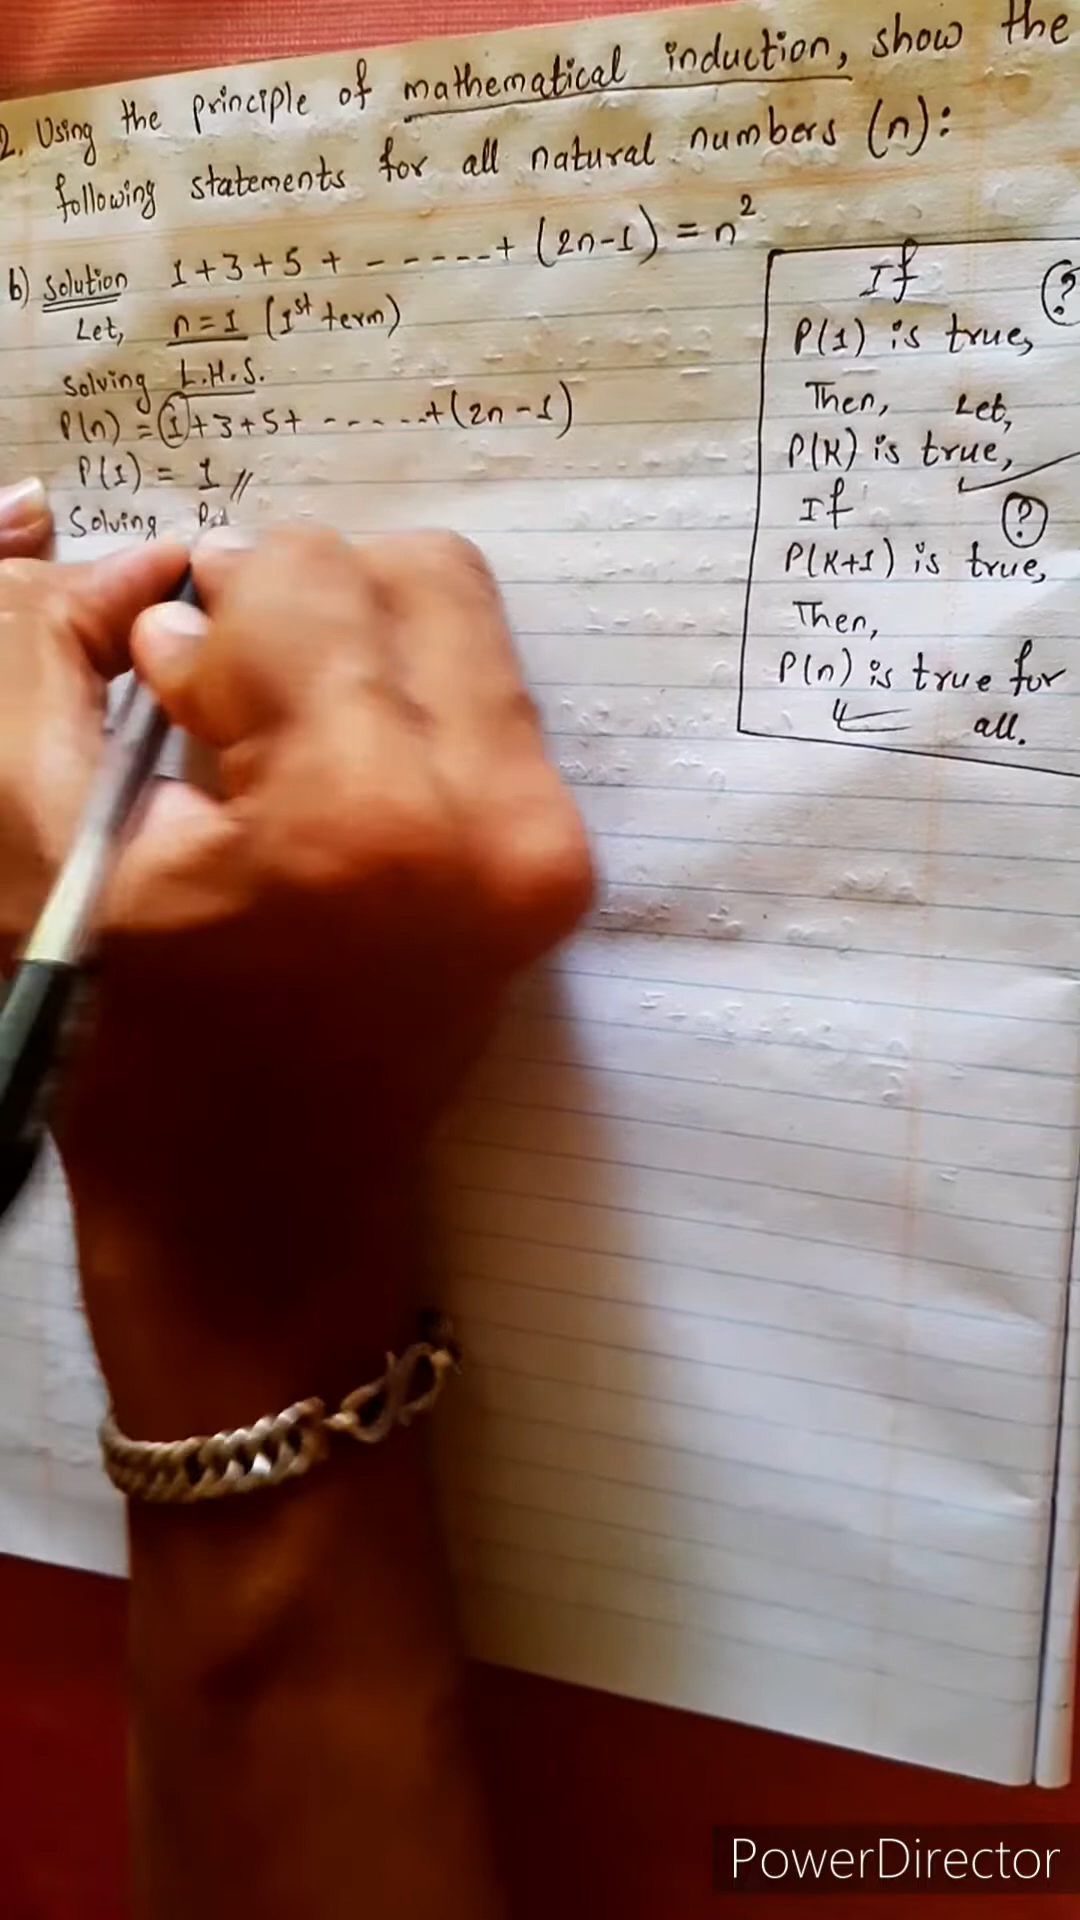 2. Using the principle of mathematical induction, show the
following statements for all natural numbers (n):
b) Solution 1+3+5+ ------+ (2n-1) = n²
Let, n=1 (1st term)
Solving L.H.S.
P(n) = 1+3+5+ ------+(2n-1)
P(1) = 1 //
Solving
If ?
P(1) is true,
Then, Let,
P(K) is true,
If ?
P(K+1) is true,
Then,
P(n) is true for
all.
PowerDirector